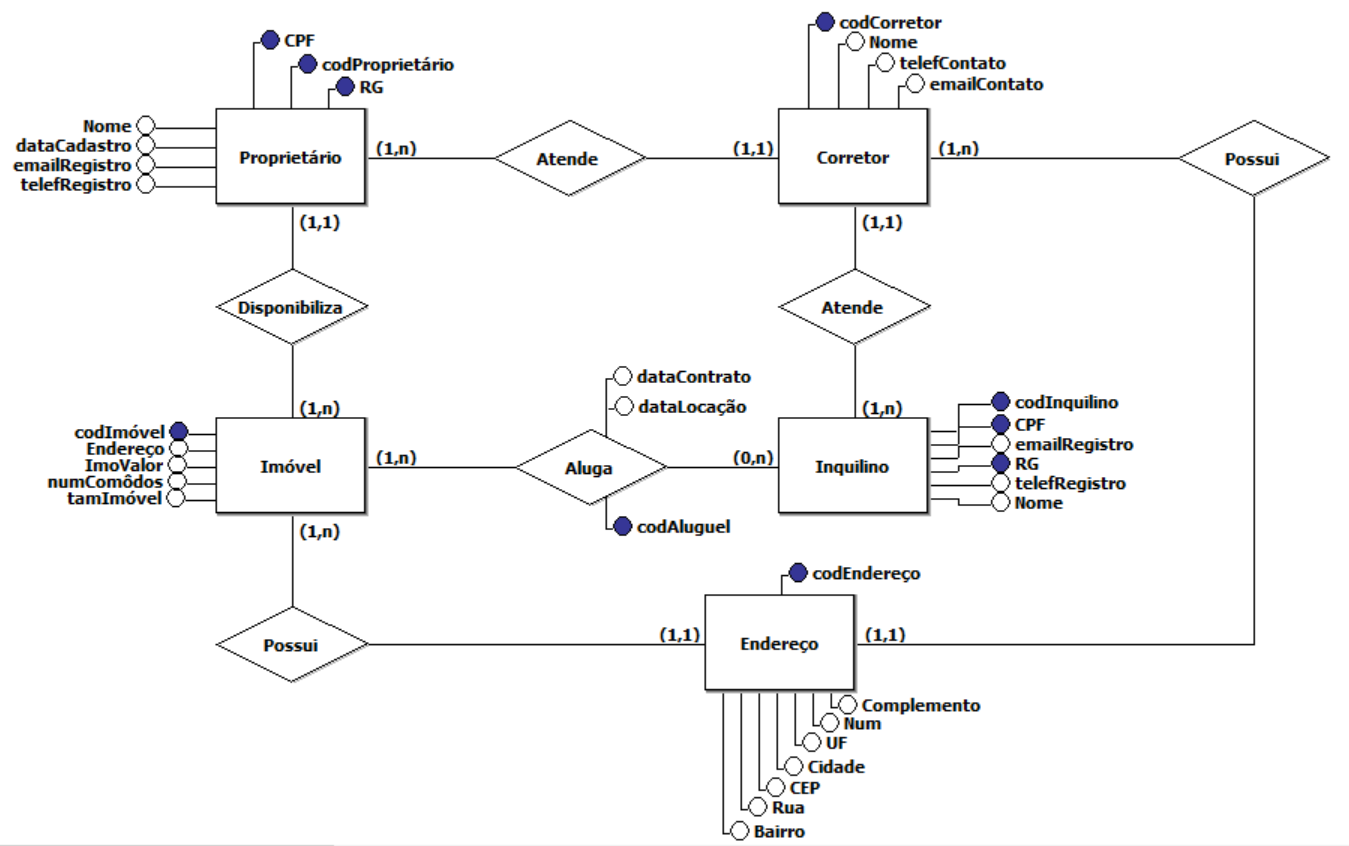 codCorretor
CPF
Nome
codProprietário
telefContato
RG
emailContato
Nome
dataCadastro
emailRegistro
telefRegistro
Proprietário
(1,n)
Atende
(1,1)
Corretor
(1,n)
Possui
(1,1)
(1,1)
Disponibiliza
Atende
dataContrato
dataLocação
(1,n)
(1,n)
codInquilino
CPF
emailRegistro
RG
telefRegistro
Nome
codImóvel
Endereço
ImoValor
numComôdos
tamImóvel
Imóvel
(1,n)
Aluga
(0,n)
Inquilino
codAluguel
(1,n)
codEndereço
Possui
(1,1)
Endereço
(1,1)
Complemento
Num
UF
Cidade
CEP
Rua
Bairro